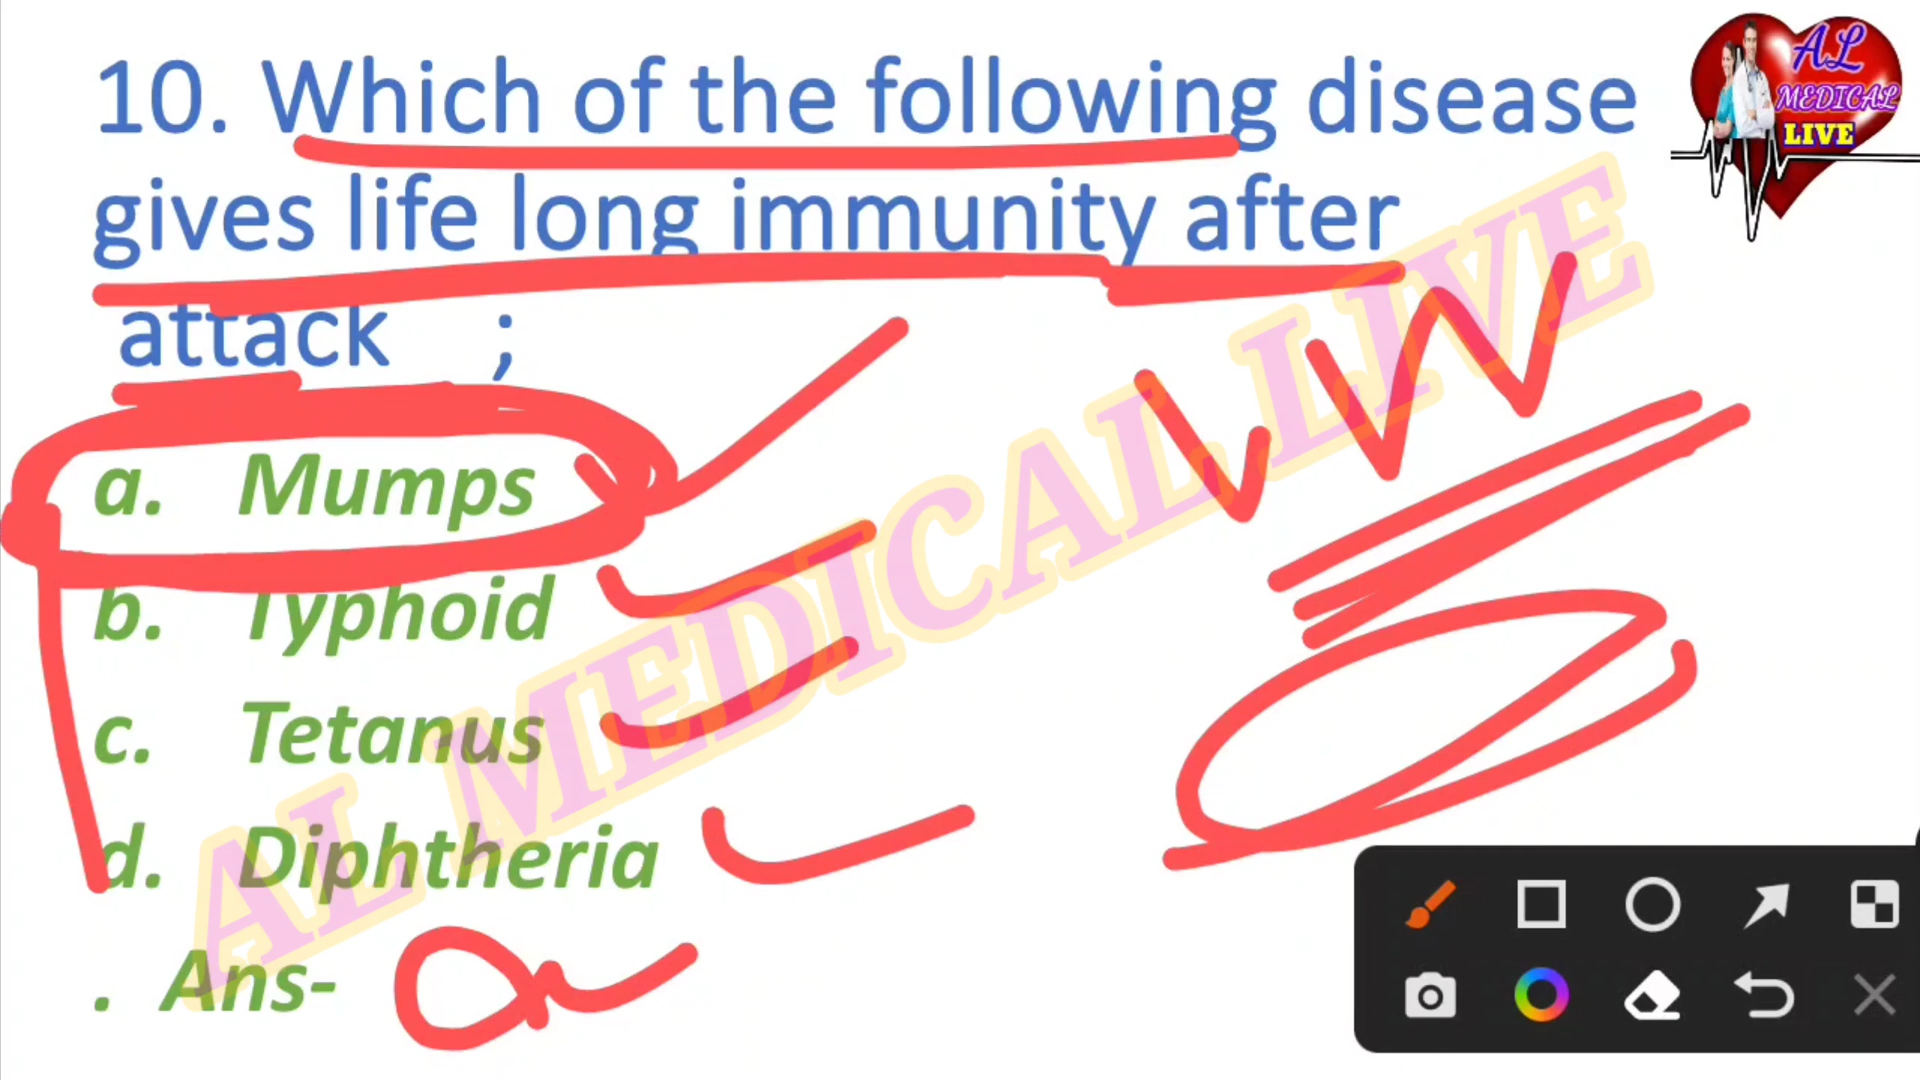 10. Which of the following disease
gives life long immunity after
attack ;
a. Mumps
b. Typhoid
c. Tetanus
d. Diphtheria
. Ans- a
AL MEDICAL LIVE
AL
MEDICAL
LIVE